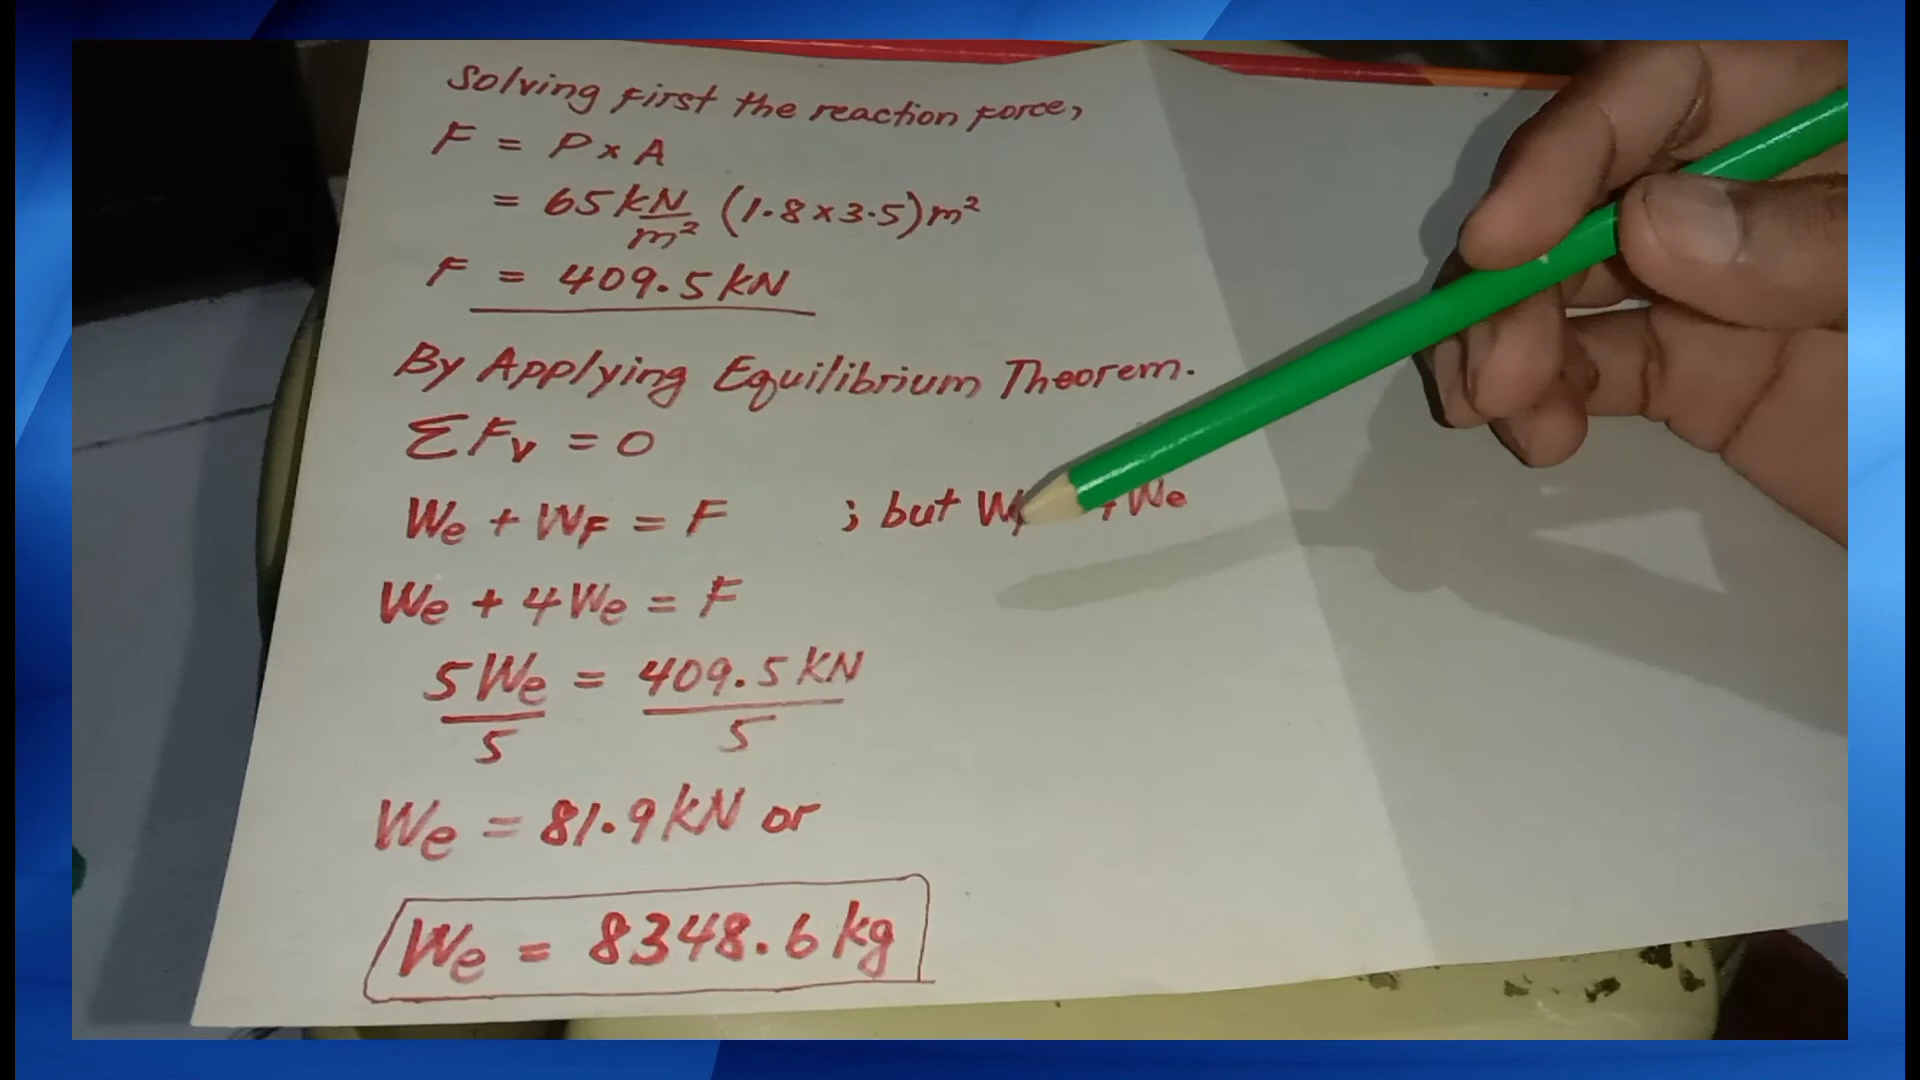 Solving first the reaction force,
F = P x A
= 65 kN/m² (1.8 x 3.5) m²
F = 409.5 kN
By Applying Equilibrium Theorem.
ΣFv = 0
We + WF = F ; but We
We + 4We = F
5We/5 = 409.5 KN/5
We = 81.9 kN or
We = 8348.6 kg